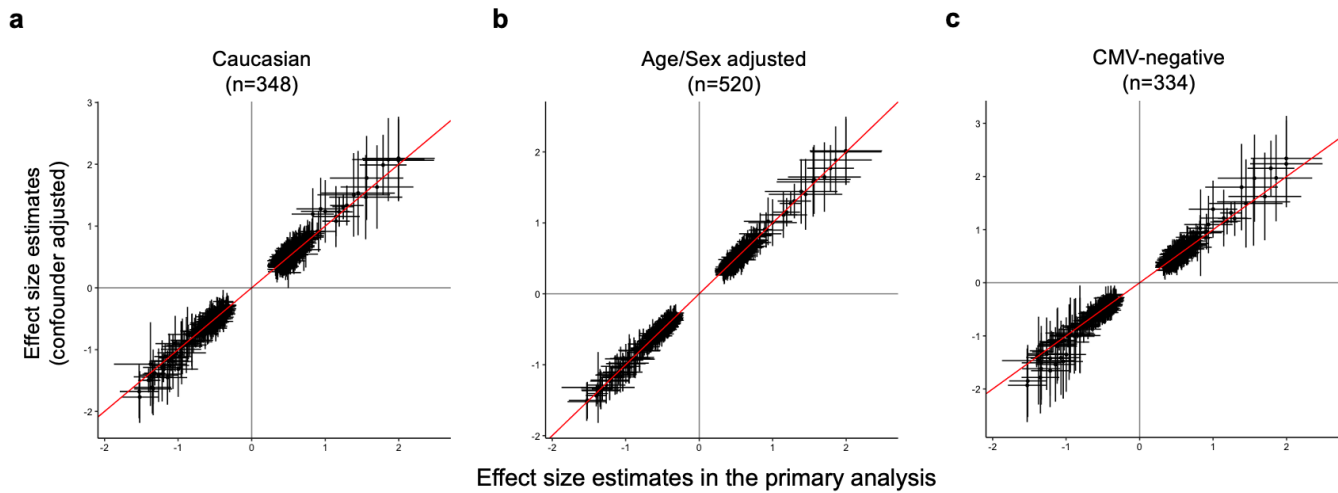 a
b
c
Caucasian
(n=348)
Age/Sex adjusted
(n=520)
CMV-negative
(n=334)
Effect size estimates
(confounder adjusted)
3
2
1
0
-1
-2
-2
-1
0
1
2
2
1
0
-1
-2
-2
-1
0
1
2
3
2
1
0
-1
-2
-2
-1
0
1
2
Effect size estimates in the primary analysis